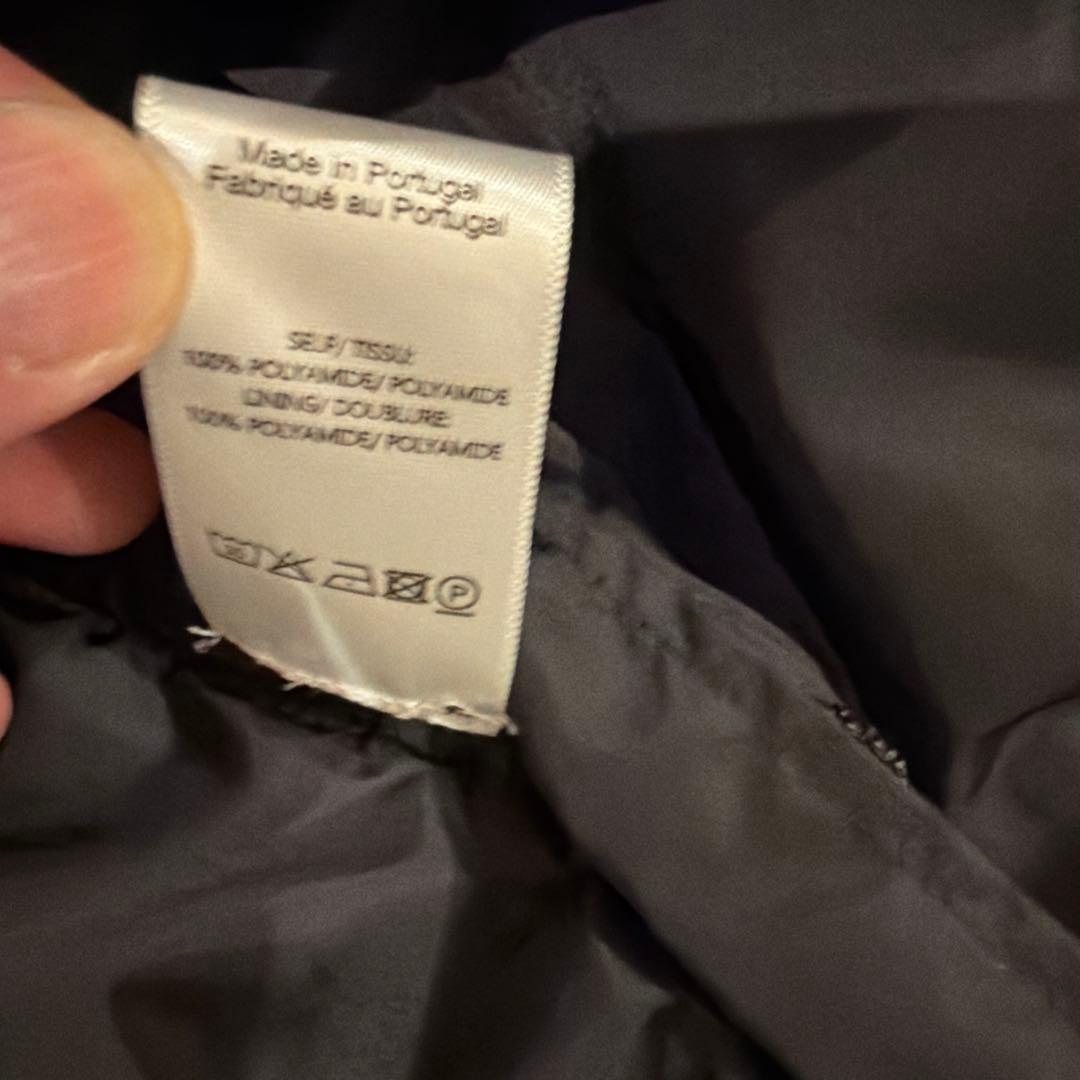 Made in Portugal
Fabriqué au Portugal
SELF/ TISSU:
100% POLYAMIDE/ POLYAMIDE
LINING/ DOUBLURE:
100% POLYAMIDE/ POLYAMIDE
P